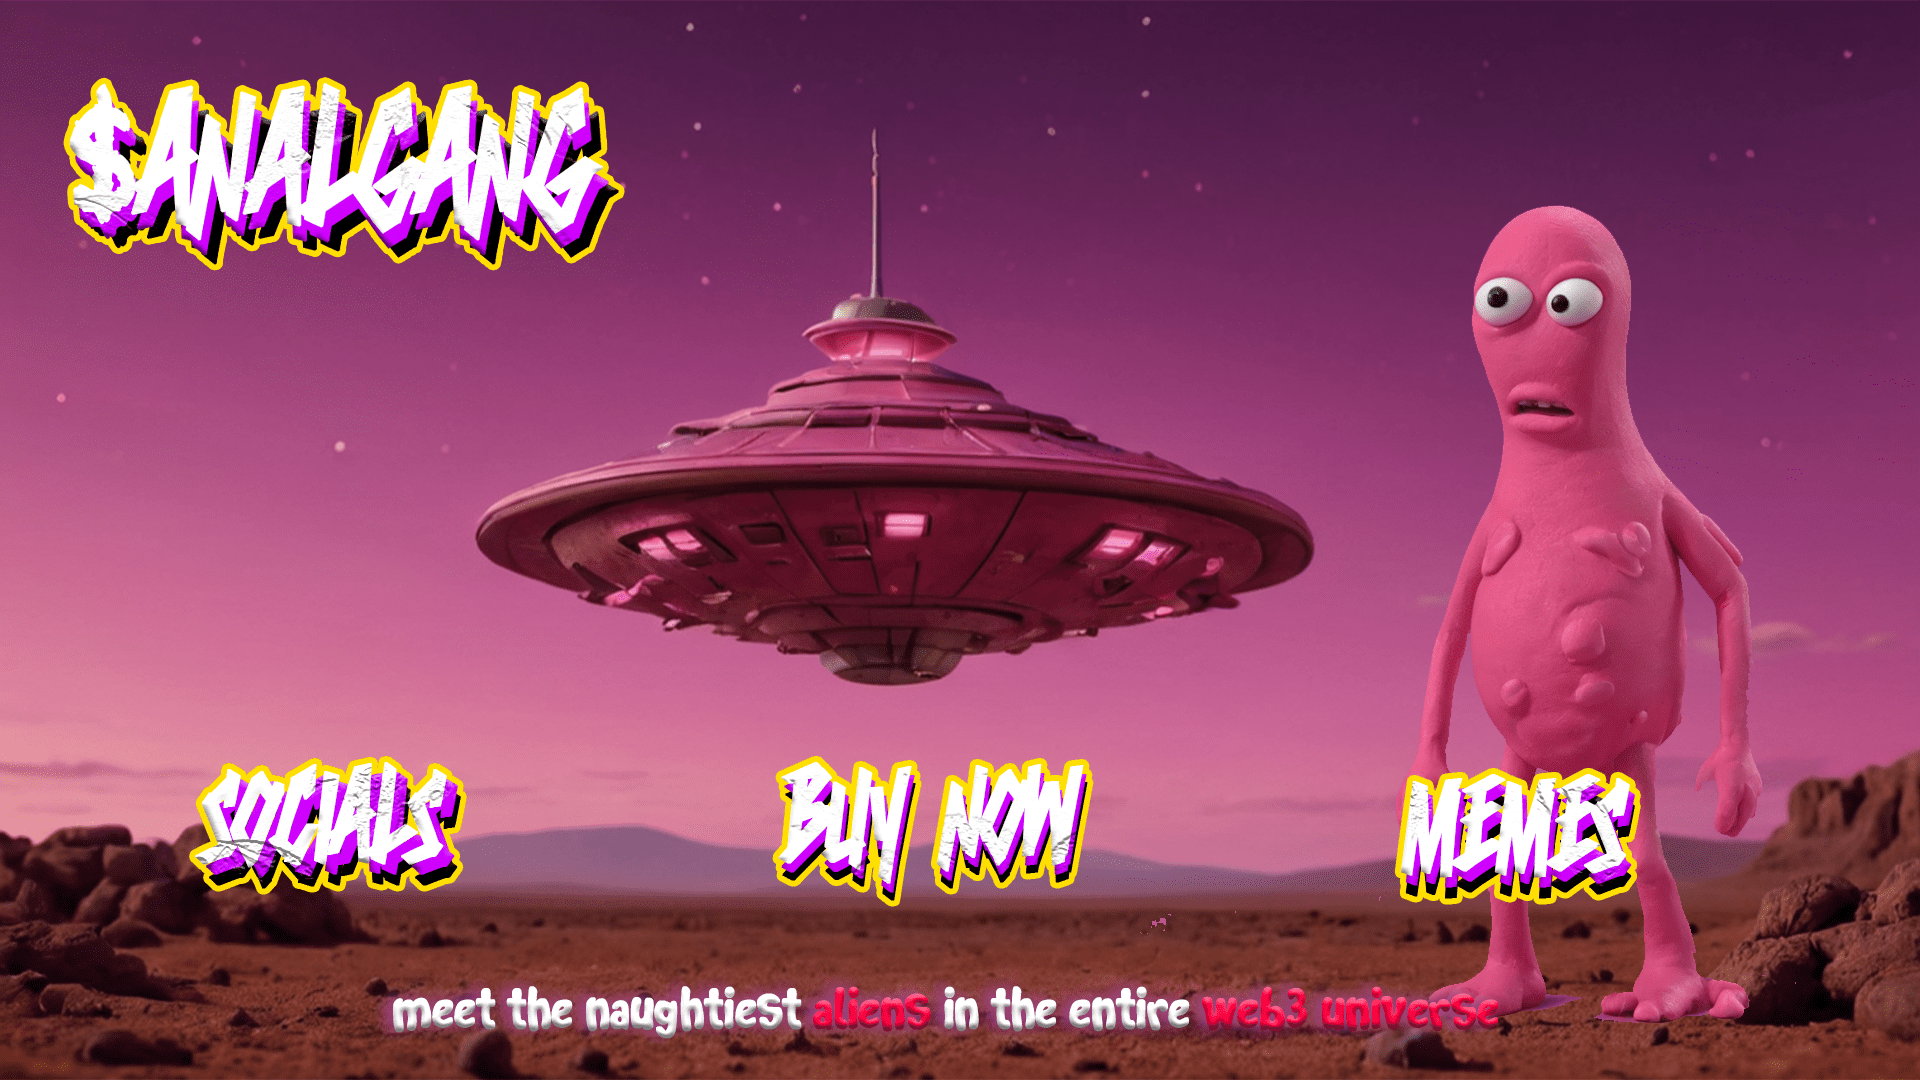 $ANALGANG
SOCIALS
BUY NOW
MEMES
meet the naughtiest aliens in the entire web3 universe